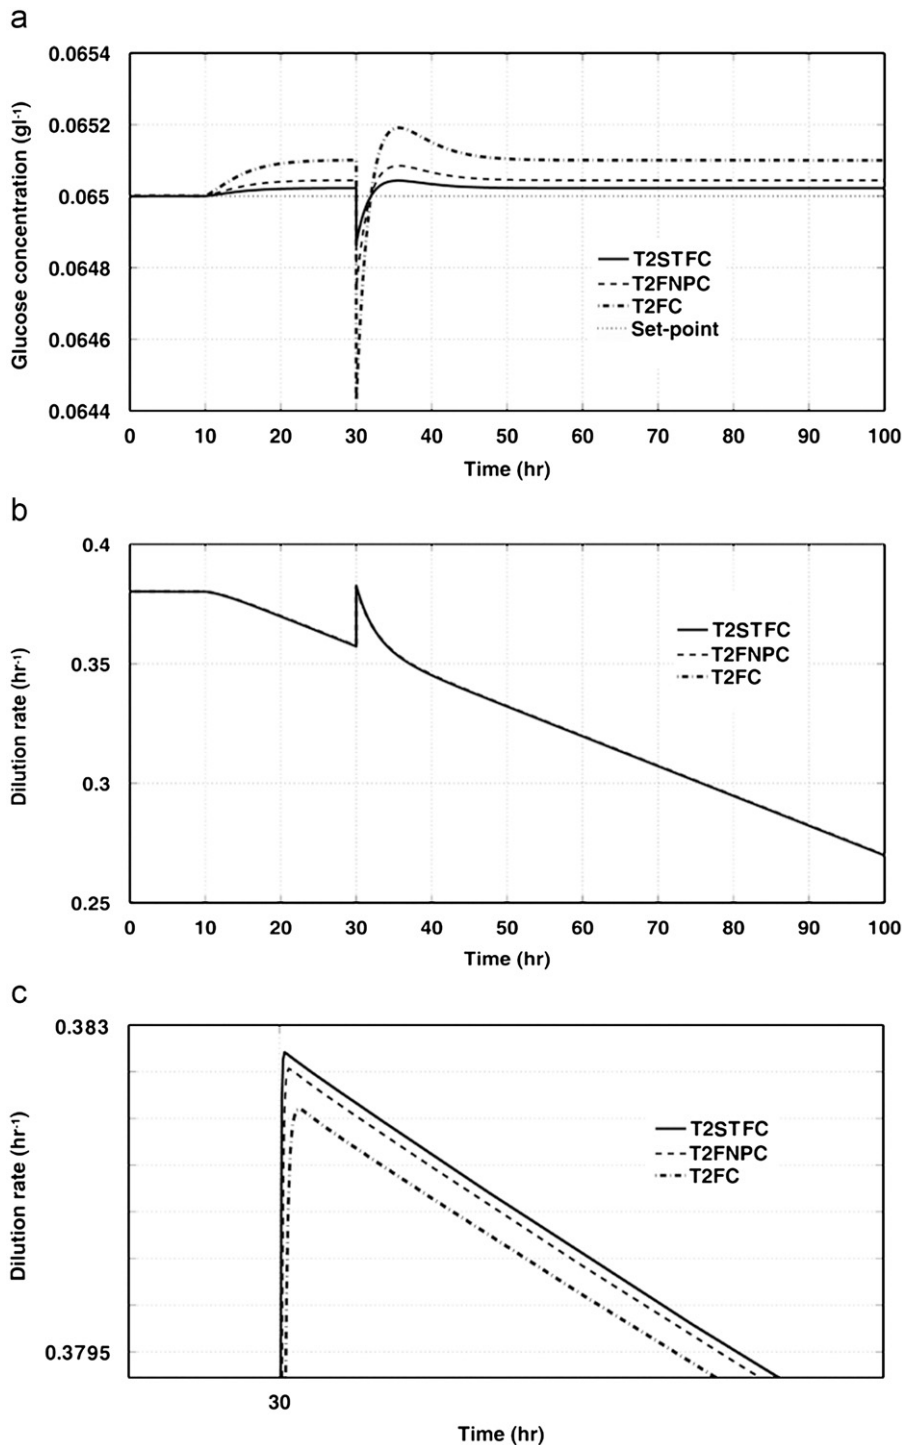 a
0.0654
0.0652
0.065
0.0648
0.0646
0.0644
Glucose concentration (gl⁻¹)
T2STFC
T2FNPC
T2FC
Set-point
0 10 20 30 40 50 60 70 80 90 100
Time (hr)
b
0.4
0.35
0.3
0.25
Dilution rate (hr⁻¹)
T2STFC
T2FNPC
T2FC
0 10 20 30 40 50 60 70 80 90 100
Time (hr)
c
0.383
0.3795
Dilution rate (hr⁻¹)
T2STFC
T2FNPC
T2FC
30
Time (hr)